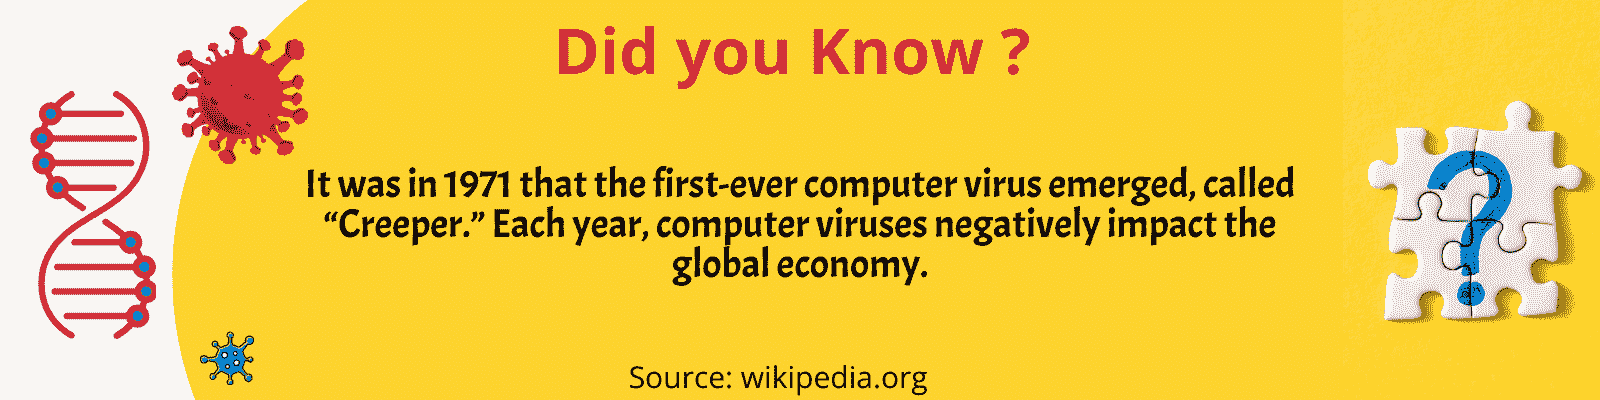 Did you Know ?
It was in 1971 that the first-ever computer virus emerged, called
“Creeper.” Each year, computer viruses negatively impact the
global economy.
?
Source: wikipedia.org